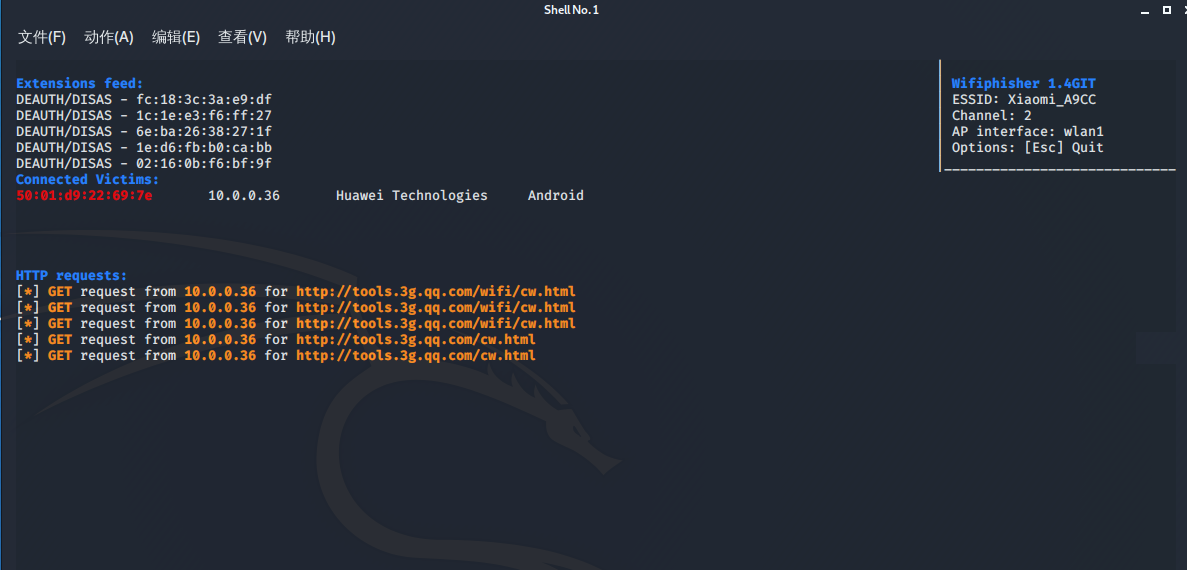 Shell No. 1
文件(F) 动作(A) 编辑(E) 查看(V) 帮助(H)
Extensions feed:
DEAUTH/DISAS - fc:18:3c:3a:e9:df
DEAUTH/DISAS - 1c:1e:e3:f6:ff:27
DEAUTH/DISAS - 6e:ba:26:38:27:1f
DEAUTH/DISAS - 1e:d6:fb:b0:ca:bb
DEAUTH/DISAS - 02:16:0b:f6:bf:9f
Connected Victims:
50:01:d9:22:69:7e 10.0.0.36 Huawei Technologies Android
HTTP requests:
[*] GET request from 10.0.0.36 for http://tools.3g.qq.com/wifi/cw.html
[*] GET request from 10.0.0.36 for http://tools.3g.qq.com/wifi/cw.html
[*] GET request from 10.0.0.36 for http://tools.3g.qq.com/wifi/cw.html
[*] GET request from 10.0.0.36 for http://tools.3g.qq.com/cw.html
[*] GET request from 10.0.0.36 for http://tools.3g.qq.com/cw.html
Wifiphisher 1.4GIT
ESSID: Xiaomi_A9CC
Channel: 2
AP interface: wlan1
Options: [Esc] Quit